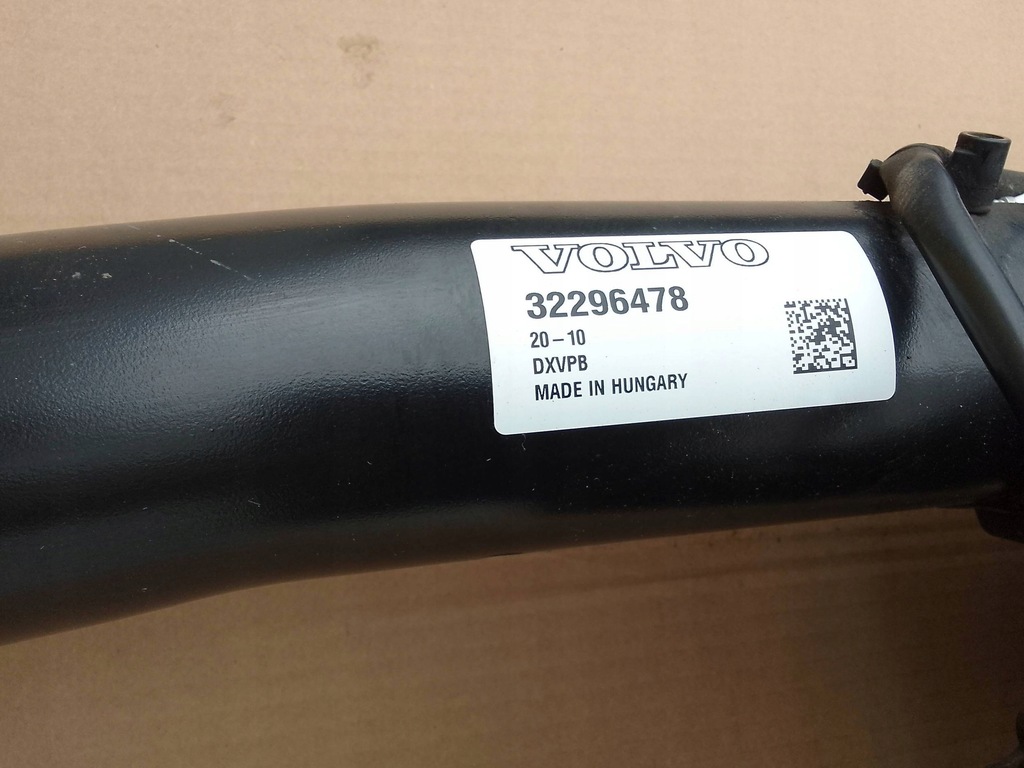 VOLVO
32296478
20-10
DXVPB
MADE IN HUNGARY